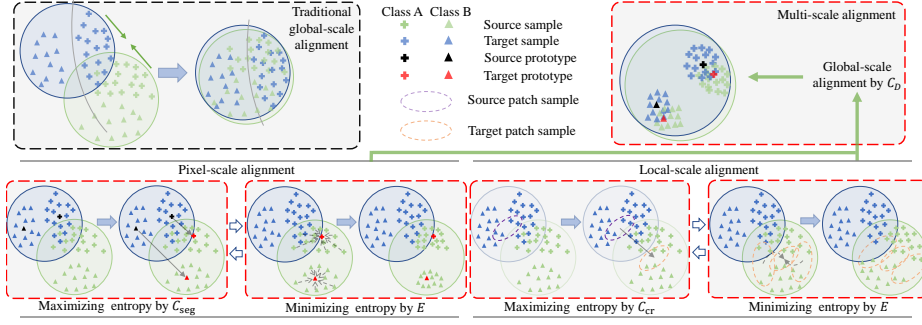 Traditional
global-scale
alignment
Class A Class B
Source sample
Target sample
Source prototype
Target prototype
Source patch sample
Target patch sample
Multi-scale alignment
Global-scale
alignment by C_D
Pixel-scale alignment
Local-scale alignment
Maximizing entropy by C_seg
Minimizing entropy by E
Maximizing entropy by C_cr
Minimizing entropy by E